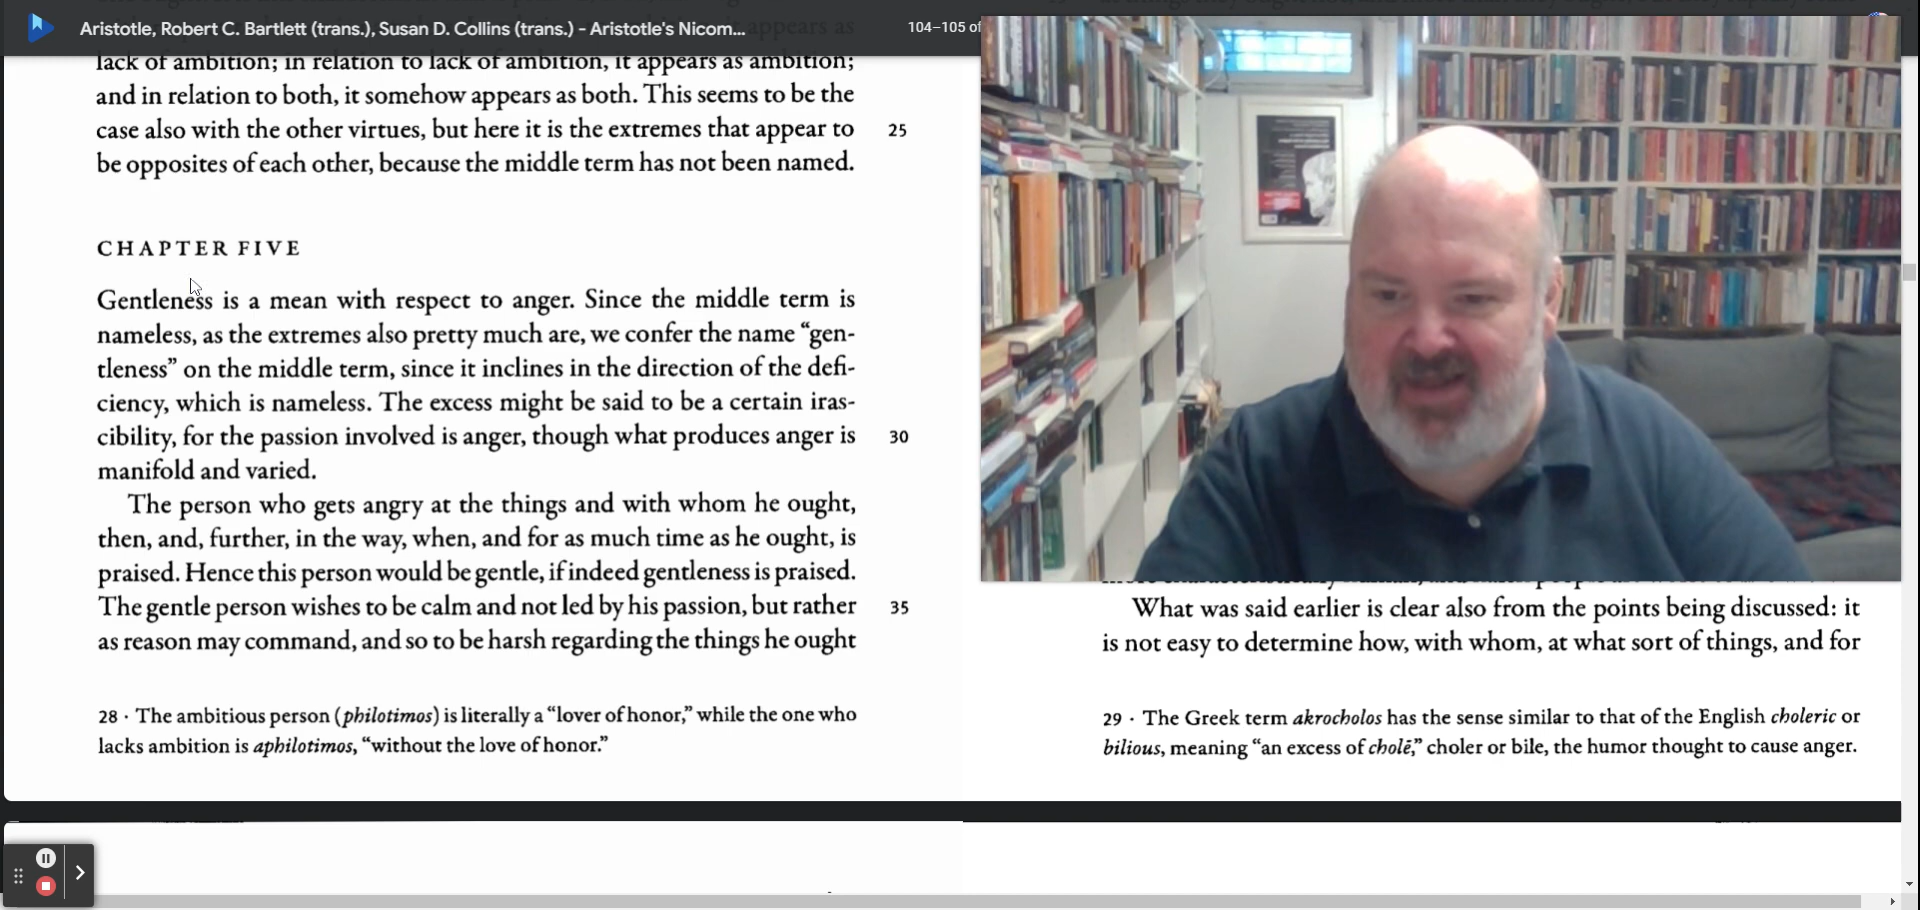 Aristotle, Robert C. Bartlett (trans.), Susan D. Collins (trans.) - Aristotle's Nicom...
104–105 of
appears as
lack of ambition; in relation to lack of ambition, it appears as ambition;
and in relation to both, it somehow appears as both. This seems to be the
case also with the other virtues, but here it is the extremes that appear to 25
be opposites of each other, because the middle term has not been named.
CHAPTER FIVE
Gentleness is a mean with respect to anger. Since the middle term is
nameless, as the extremes also pretty much are, we confer the name “gen-
tleness” on the middle term, since it inclines in the direction of the defi-
ciency, which is nameless. The excess might be said to be a certain iras-
cibility, for the passion involved is anger, though what produces anger is 30
manifold and varied.
The person who gets angry at the things and with whom he ought,
then, and, further, in the way, when, and for as much time as he ought, is
praised. Hence this person would be gentle, if indeed gentleness is praised.
The gentle person wishes to be calm and not led by his passion, but rather 35
as reason may command, and so to be harsh regarding the things he ought
28 · The ambitious person (philotimos) is literally a “lover of honor,” while the one who
lacks ambition is aphilotimos, “without the love of honor.”
What was said earlier is clear also from the points being discussed: it
is not easy to determine how, with whom, at what sort of things, and for
29 · The Greek term akrocholos has the sense similar to that of the English choleric or
bilious, meaning “an excess of cholē,” choler or bile, the humor thought to cause anger.